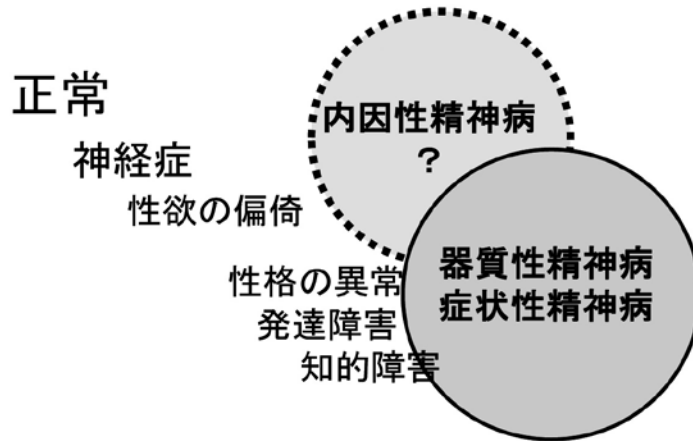 正常
神経症
性欲の偏倚
内因性精神病
?
性格の異常
発達障害
知的障害
器質性精神病
症状性精神病